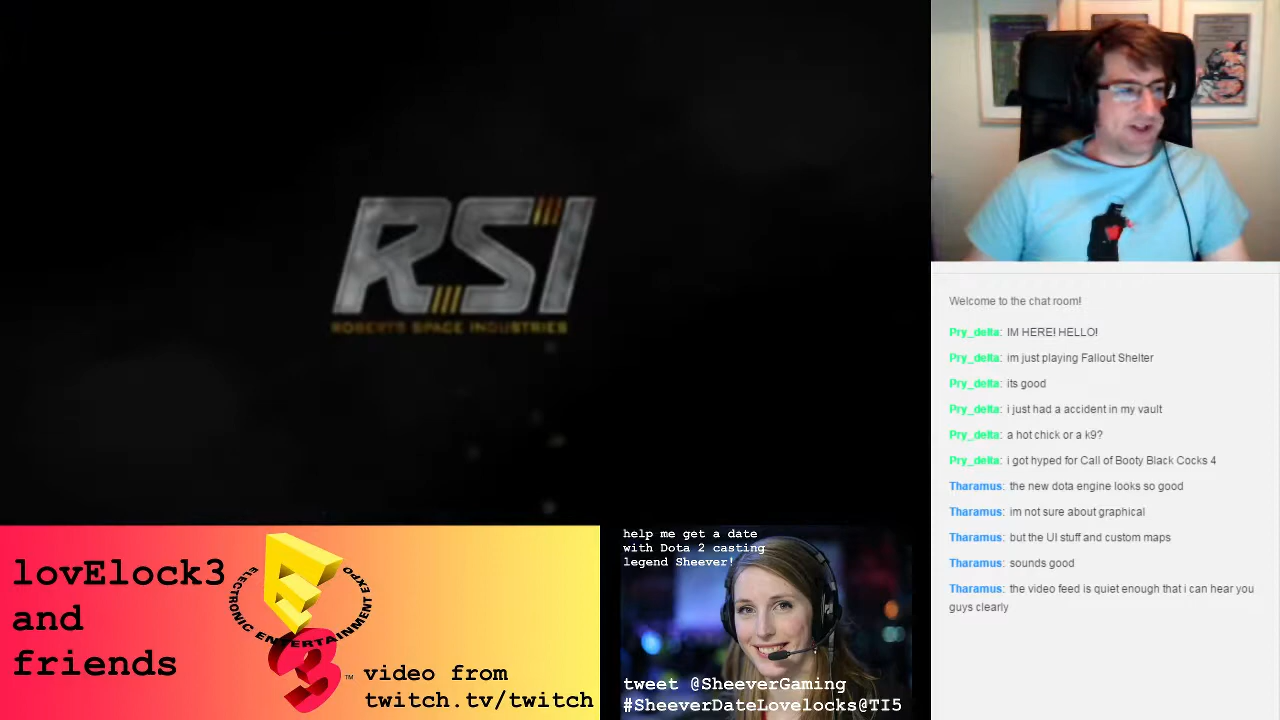 RSI
ROBERTS SPACE INDUSTRIES
Welcome to the chat room!
Pry_delta: IM HERE! HELLO!
Pry_delta: im just playing Fallout Shelter
Pry_delta: its good
Pry_delta: i just had a accident in my vault
Pry_delta: a hot chick or a k9?
Pry_delta: i got hyped for Call of Booty Black Cocks 4
Tharamus: the new dota engine looks so good
Tharamus: im not sure about graphical
Tharamus: but the UI stuff and custom maps
Tharamus: sounds good
Tharamus: the video feed is quiet enough that i can hear you
guys clearly
lovElock3
and
friends
E3
ELECTRONIC ENTERTAINMENT EXPO
TM
video from
twitch.tv/twitch
help me get a date
with Dota 2 casting
legend Sheever!
tweet @SheeverGaming
#SheeverDateLovelocks@TI5